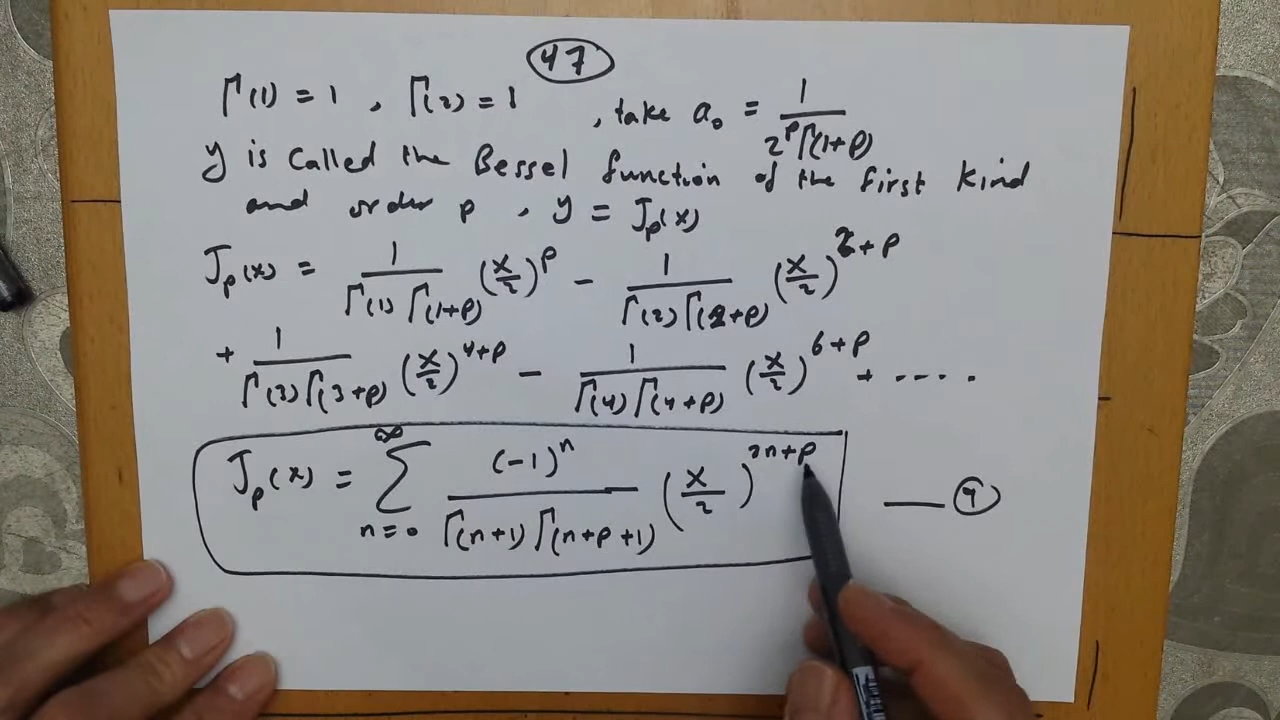 47
Γ(1) = 1 , Γ(2) = 1 , take a₀ = 1/(2^p Γ(1+p))
y is called the Bessel function of the first kind
and order p , y = J_p(x)
J_p(x) = 1/(Γ(1) Γ(1+p)) (x/2)^p − 1/(Γ(2) Γ(2+p)) (x/2)^(2+p)
+ 1/(Γ(3) Γ(3+p)) (x/2)^(4+p) − 1/(Γ(4) Γ(4+p)) (x/2)^(6+p) + ....
J_p(x) = ∑_{n=0}^{∞} (-1)^n/(Γ(n+1) Γ(n+p+1)) (x/2)^(2n+p) — 9